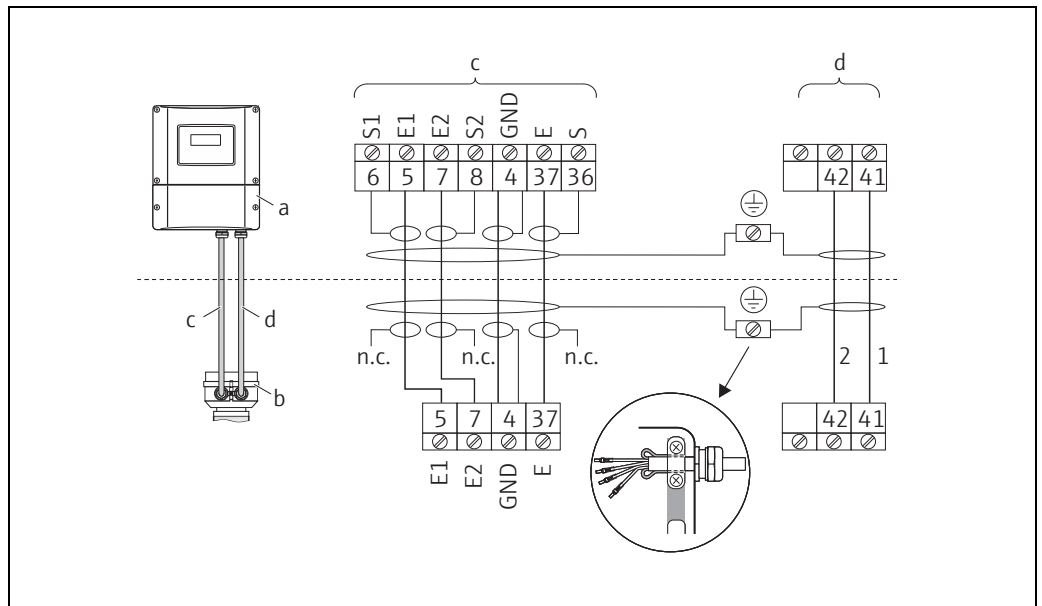 c d
S1 E1 E2 S2 GND E S
6 5 7 8 4 37 36 42 41
a
c d
n.c. n.c. n.c. 2 1
b
5 7 4 37 42 41
E1 E2 GND E